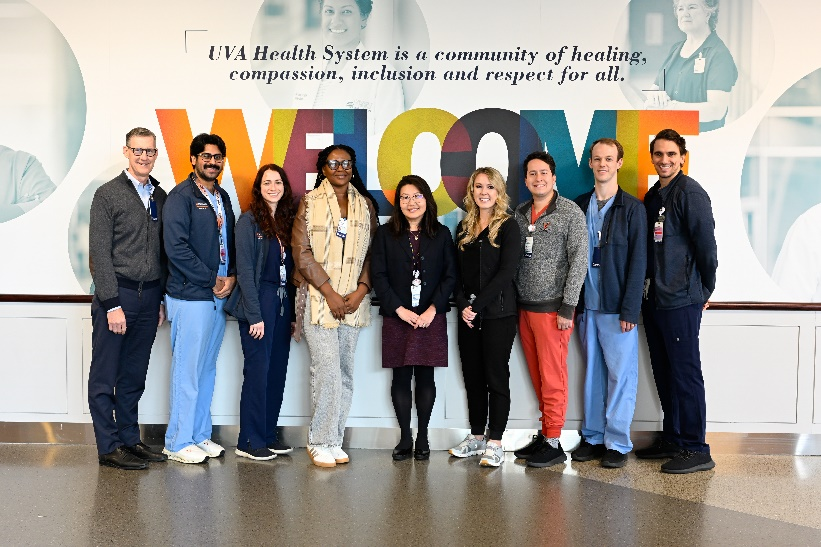 UVA Health System is a community of healing,
compassion, inclusion and respect for all.
WELCOME